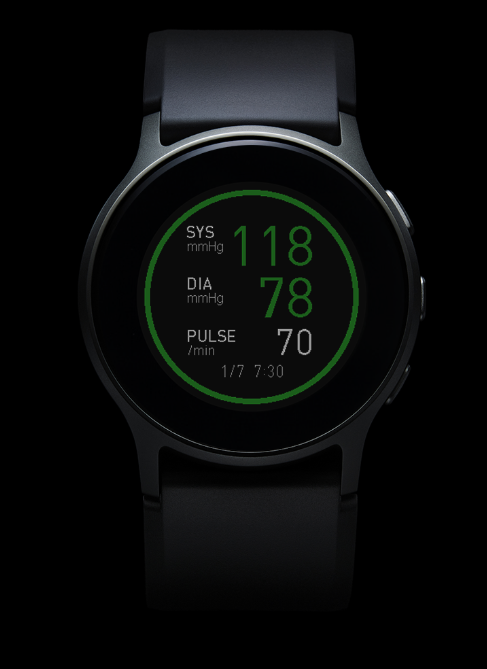 SYS 118
mmHg
DIA 78
mmHg
PULSE 70
/min
1/7 7:30